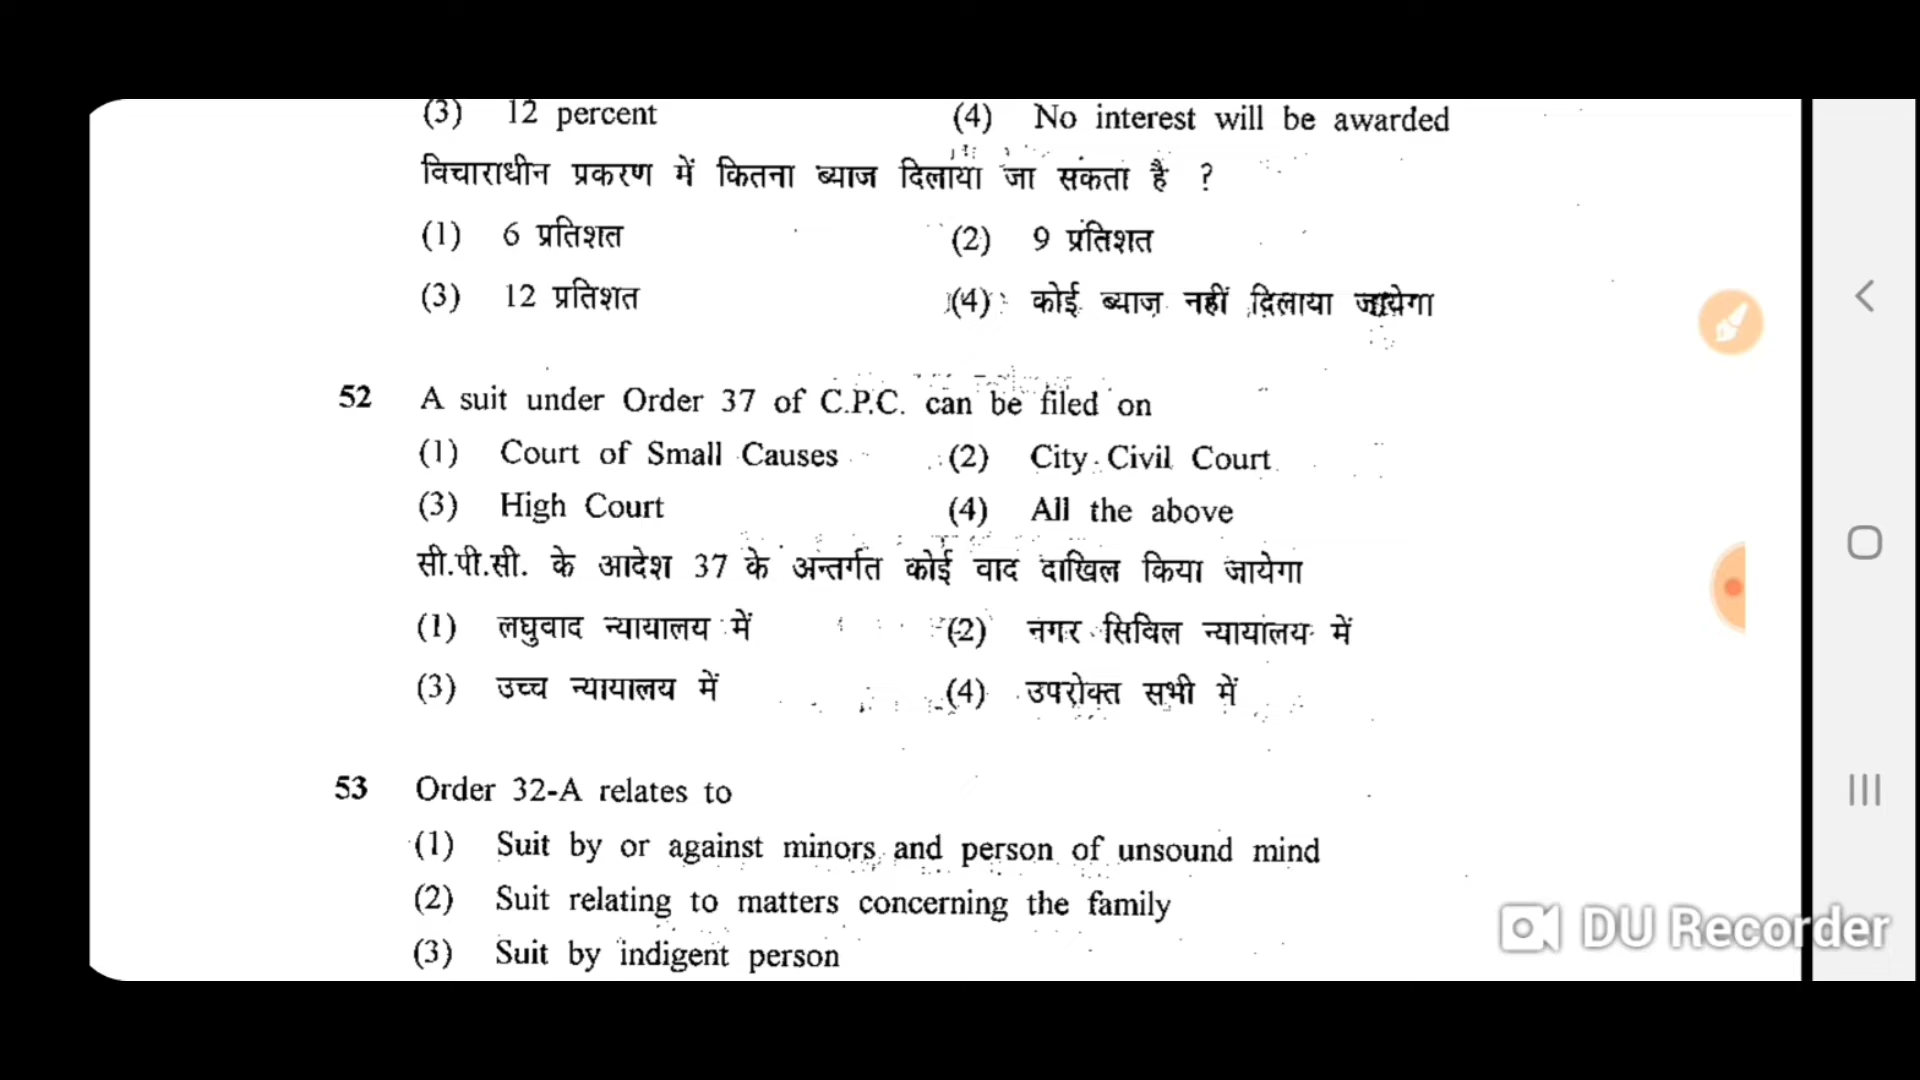 (3) 12 percent (4) No interest will be awarded
विचाराधीन प्रकरण में कितना ब्याज दिलाया जा सकता है ?
(1) 6 प्रतिशत (2) 9 प्रतिशत
(3) 12 प्रतिशत (4) कोई ब्याज नहीं दिलाया जायेगा
52 A suit under Order 37 of C.P.C. can be filed on
(1) Court of Small Causes (2) City Civil Court
(3) High Court (4) All the above
सी.पी.सी. के आदेश 37 के अन्तर्गत कोई वाद दाखिल किया जायेगा
(1) लघुवाद न्यायालय में (2) नगर सिविल न्यायालय में
(3) उच्च न्यायालय में (4) उपरोक्त सभी में
53 Order 32-A relates to
(1) Suit by or against minors and person of unsound mind
(2) Suit relating to matters concerning the family
(3) Suit by indigent person
DU Recorder